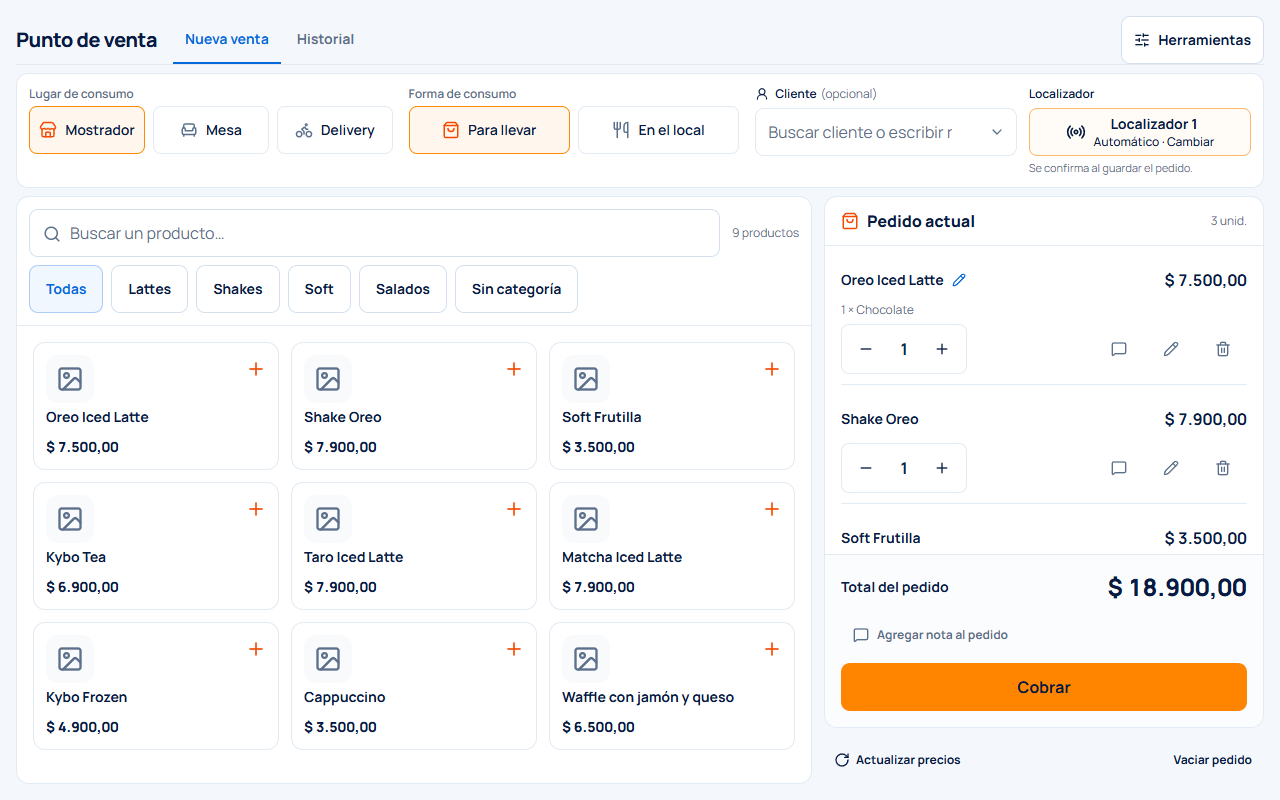 Punto de venta
Nueva venta
Historial
Herramientas
Lugar de consumo
Mostrador
Mesa
Delivery
Forma de consumo
Para llevar
En el local
Cliente (opcional)
Buscar cliente o escribir r
Localizador
Localizador 1
Automático · Cambiar
Se confirma al guardar el pedido.
Buscar un producto...
9 productos
Todas
Lattes
Shakes
Soft
Salados
Sin categoría
Oreo Iced Latte
$ 7.500,00
Shake Oreo
$ 7.900,00
Soft Frutilla
$ 3.500,00
Kybo Tea
$ 6.900,00
Taro Iced Latte
$ 7.900,00
Matcha Iced Latte
$ 7.900,00
Kybo Frozen
$ 4.900,00
Cappuccino
$ 3.500,00
Waffle con jamón y queso
$ 6.500,00
Pedido actual
3 unid.
Oreo Iced Latte
$ 7.500,00
1 × Chocolate
− 1 +
Shake Oreo
$ 7.900,00
− 1 +
Soft Frutilla
$ 3.500,00
Total del pedido
$ 18.900,00
Agregar nota al pedido
Cobrar
Actualizar precios
Vaciar pedido